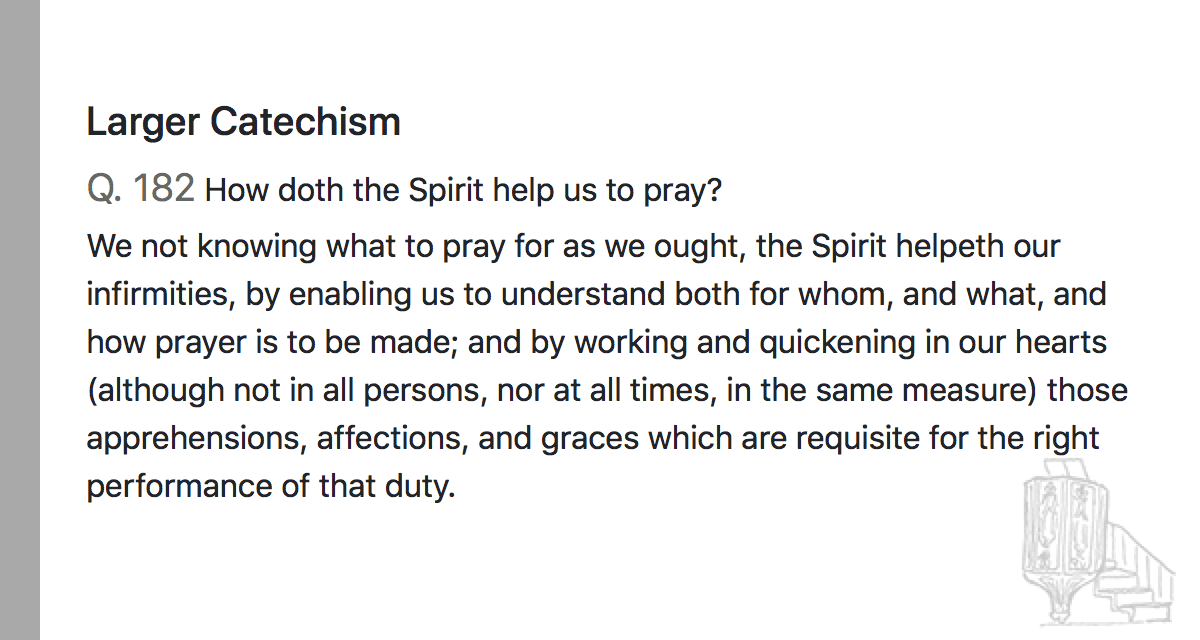 Larger Catechism
Q. 182 How doth the Spirit help us to pray?
We not knowing what to pray for as we ought, the Spirit helpeth our
infirmities, by enabling us to understand both for whom, and what, and
how prayer is to be made; and by working and quickening in our hearts
(although not in all persons, nor at all times, in the same measure) those
apprehensions, affections, and graces which are requisite for the right
performance of that duty.